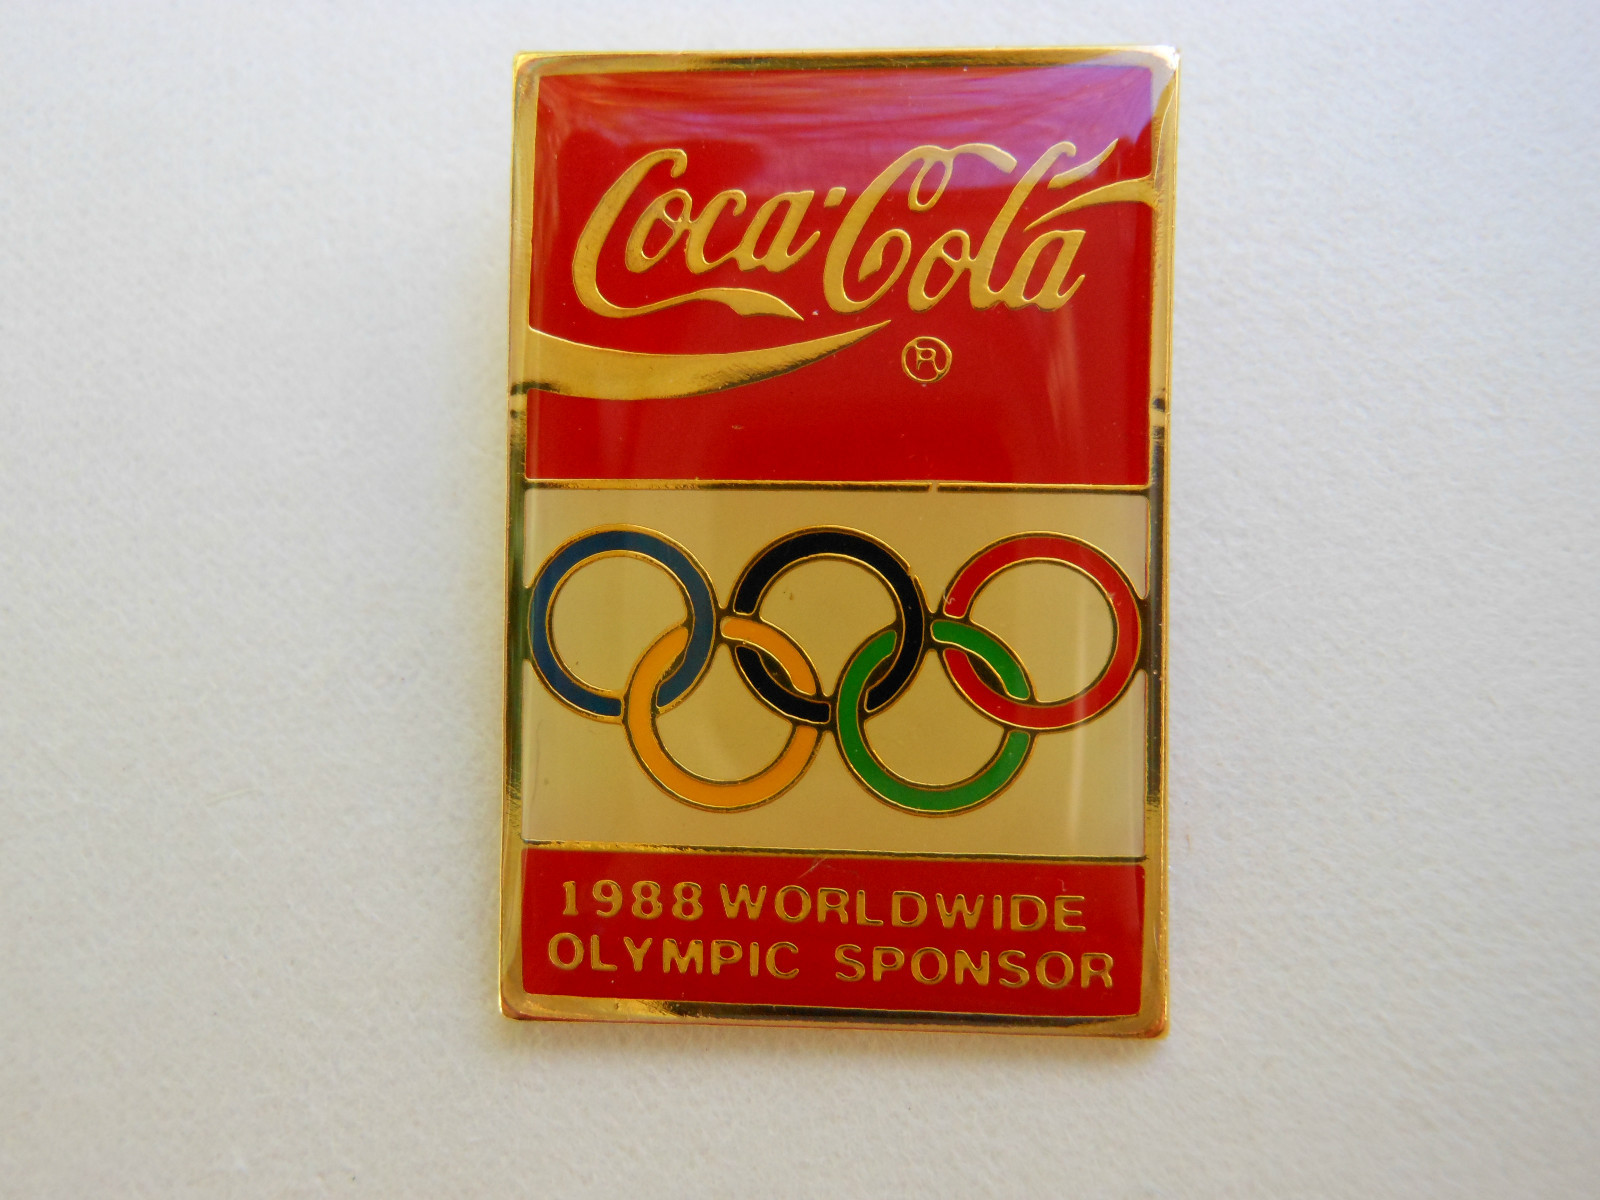 Coca-Cola
®
1988 WORLDWIDE
OLYMPIC SPONSOR